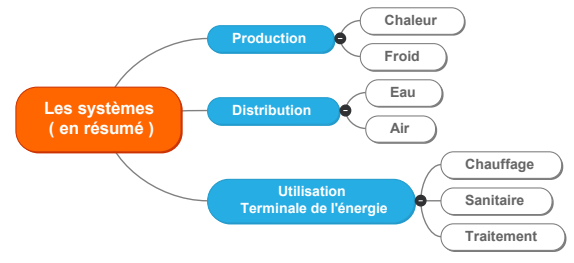 Les systèmes
( en résumé )
Production
Chaleur
Froid
Distribution
Eau
Air
Utilisation
Terminale de l'énergie
Chauffage
Sanitaire
Traitement